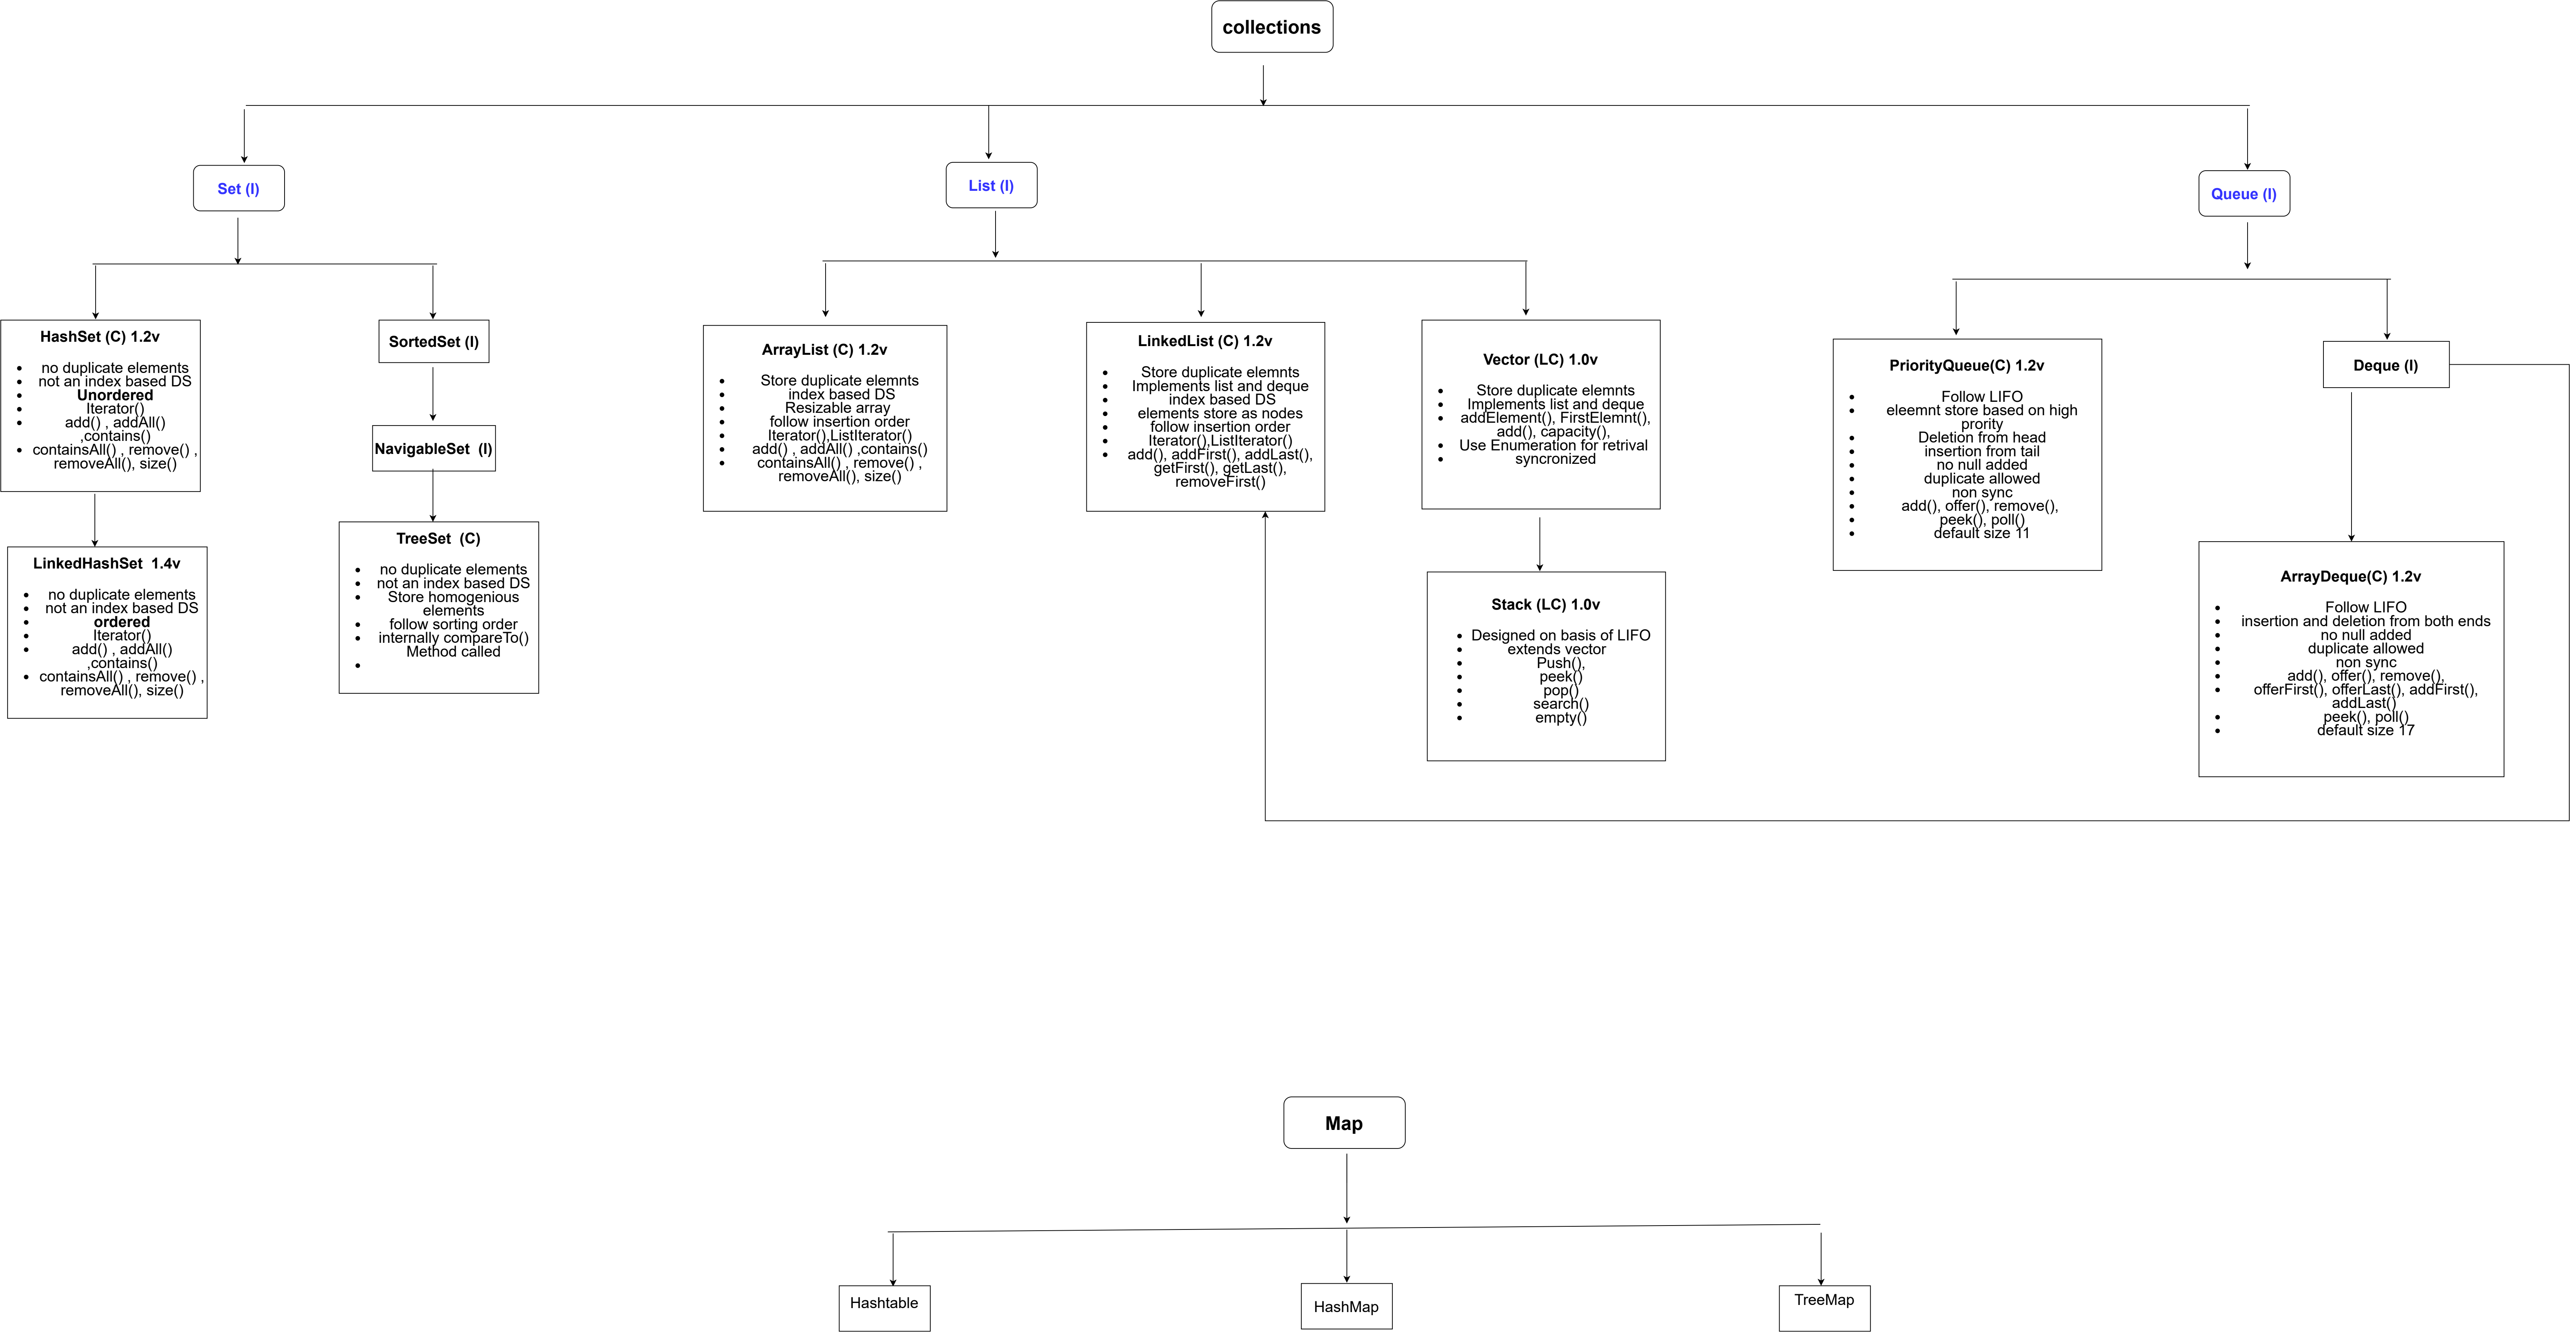 collections
Set (I)
List (I)
Queue (I)
HashSet (C) 1.2v
no duplicate elements
not an index based DS
Unordered
Iterator()
add() , addAll()
,contains()
containsAll() , remove() ,
removeAll(), size()
SortedSet (I)
NavigableSet  (I)
LinkedHashSet  1.4v
no duplicate elements
not an index based DS
ordered
Iterator()
add() , addAll()
,contains()
containsAll() , remove() ,
removeAll(), size()
TreeSet  (C)
no duplicate elements
not an index based DS
Store homogenious
elements
follow sorting order
internally compareTo()
Method called
ArrayList (C) 1.2v
Store duplicate elemnts
index based DS
Resizable array
follow insertion order
Iterator(),ListIterator()
add() , addAll() ,contains()
containsAll() , remove() ,
removeAll(), size()
LinkedList (C) 1.2v
Store duplicate elemnts
Implements list and deque
index based DS
elements store as nodes
follow insertion order
Iterator(),ListIterator()
add(), addFirst(), addLast(),
getFirst(), getLast(),
removeFirst()
Vector (LC) 1.0v
Store duplicate elemnts
Implements list and deque
addElement(), FirstElemnt(),
add(), capacity(),
Use Enumeration for retrival
syncronized
Stack (LC) 1.0v
Designed on basis of LIFO
extends vector
Push(),
peek()
pop()
search()
empty()
PriorityQueue(C) 1.2v
Follow LIFO
eleemnt store based on high
prority
Deletion from head
insertion from tail
no null added
duplicate allowed
non sync
add(), offer(), remove(),
peek(), poll()
default size 11
Deque (I)
ArrayDeque(C) 1.2v
Follow LIFO
insertion and deletion from both ends
no null added
duplicate allowed
non sync
add(), offer(), remove(),
offerFirst(), offerLast(), addFirst(),
addLast()
peek(), poll()
default size 17
Map
Hashtable
HashMap
TreeMap